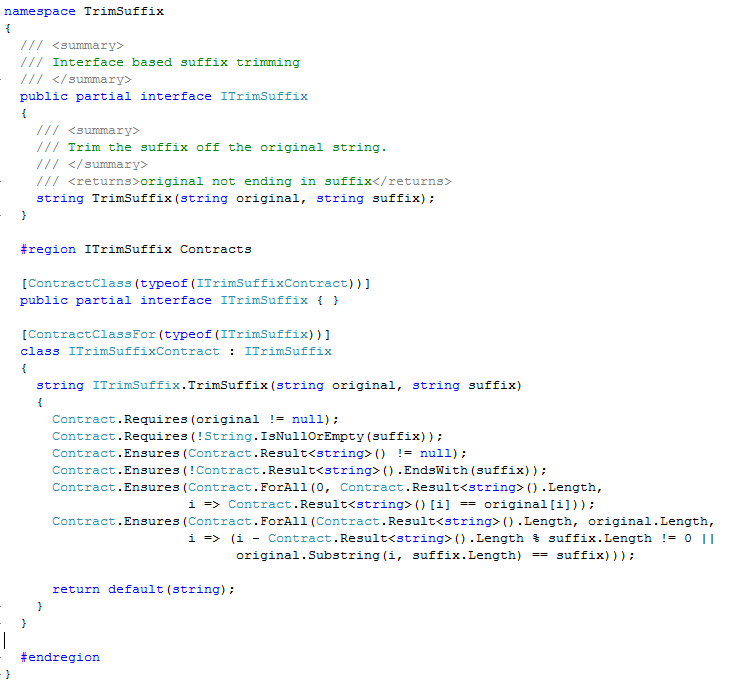 namespace TrimSuffix
{
/// <summary>
/// Interface based suffix trimming
/// </summary>
public partial interface ITrimSuffix
{
/// <summary>
/// Trim the suffix off the original string.
/// </summary>
/// <returns>original not ending in suffix</returns>
string TrimSuffix(string original, string suffix);
}
#region ITrimSuffix Contracts
[ContractClass(typeof(ITrimSuffixContract))]
public partial interface ITrimSuffix { }
[ContractClassFor(typeof(ITrimSuffix))]
class ITrimSuffixContract : ITrimSuffix
{
string ITrimSuffix.TrimSuffix(string original, string suffix)
{
Contract.Requires(original != null);
Contract.Requires(!String.IsNullOrEmpty(suffix));
Contract.Ensures(Contract.Result<string>() != null);
Contract.Ensures(!Contract.Result<string>().EndsWith(suffix));
Contract.Ensures(Contract.ForAll(0, Contract.Result<string>().Length,
i => Contract.Result<string>()[i] == original[i]));
Contract.Ensures(Contract.ForAll(Contract.Result<string>().Length, original.Length,
i => (i - Contract.Result<string>().Length % suffix.Length != 0 ||
original.Substring(i, suffix.Length) == suffix)));
return default(string);
}
}
#endregion
}